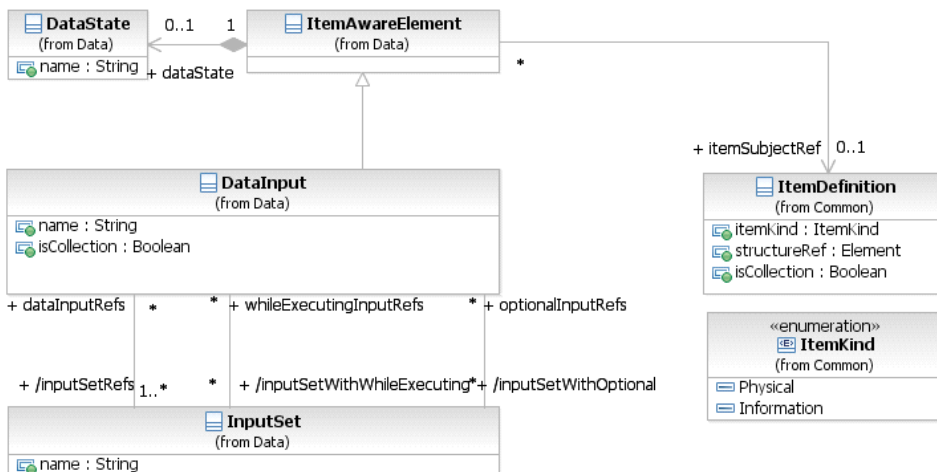 DataState
(from Data)
name : String
0..1
1
+ dataState
ItemAwareElement
(from Data)
*
+ itemSubjectRef
0..1
DataInput
(from Data)
name : String
isCollection : Boolean
ItemDefinition
(from Common)
itemKind : ItemKind
structureRef : Element
isCollection : Boolean
+ dataInputRefs
*
*
+ whileExecutingInputRefs
*
+ optionalInputRefs
«enumeration»
ItemKind
(from Common)
Physical
Information
+ /inputSetRefs
1..*
*
+ /inputSetWithWhileExecuting
*
+ /inputSetWithOptional
InputSet
(from Data)
name : String